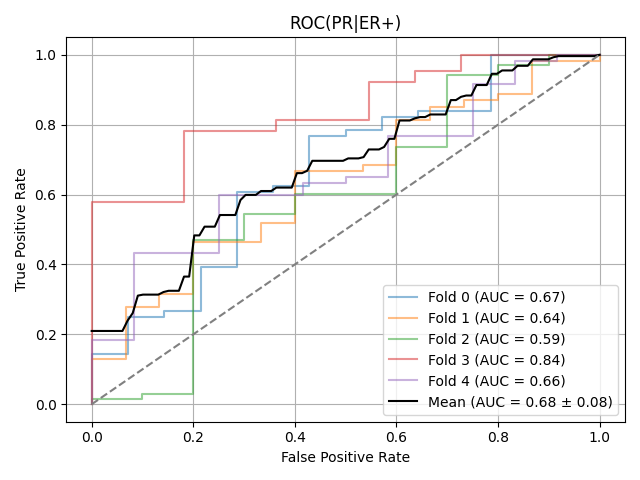 ROC(PR|ER+)
True Positive Rate
1.0
0.8
0.6
0.4
0.2
0.0
Fold 0 (AUC = 0.67)
Fold 1 (AUC = 0.64)
Fold 2 (AUC = 0.59)
Fold 3 (AUC = 0.84)
Fold 4 (AUC = 0.66)
Mean (AUC = 0.68 ± 0.08)
0.0 0.2 0.4 0.6 0.8 1.0
False Positive Rate